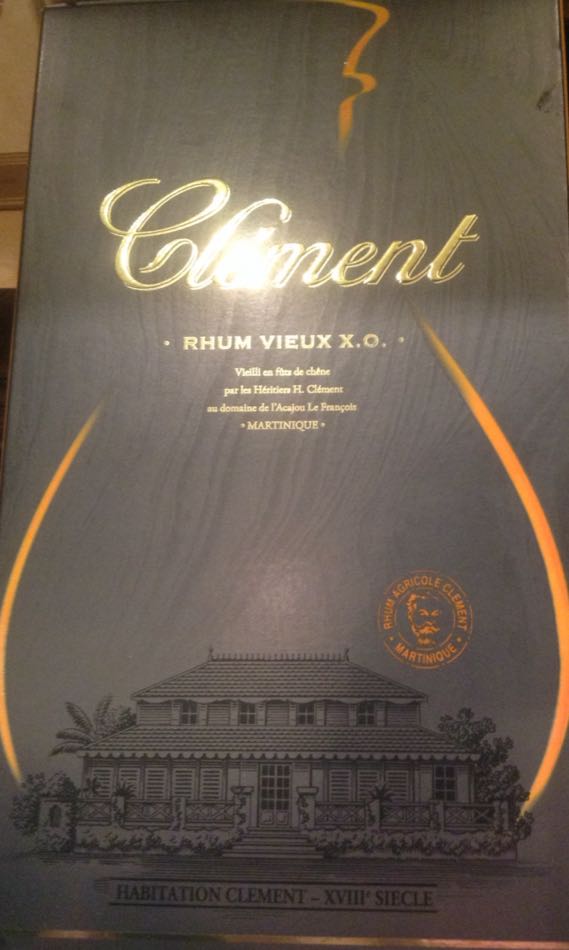 Clément
· RHUM VIEUX X.O. ·
Vieilli en fûts de chêne
par les Héritiers H. Clément
au domaine de l'Acajou Le François
• MARTINIQUE •
RHUM AGRICOLE CLEMENT
• MARTINIQUE •
HABITATION CLEMENT – XVIIIe SIECLE